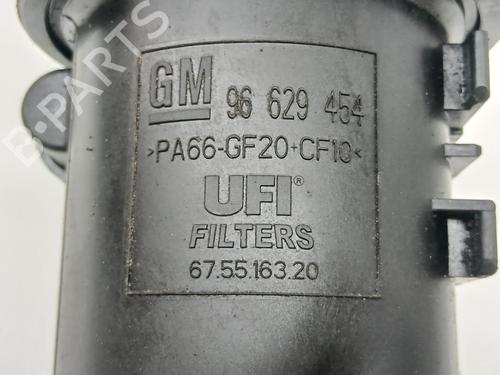 GM 96 629 454
>PA66-GF20+CF10<
UFI®
FILTERS
67.55.163.20
B-PARTS